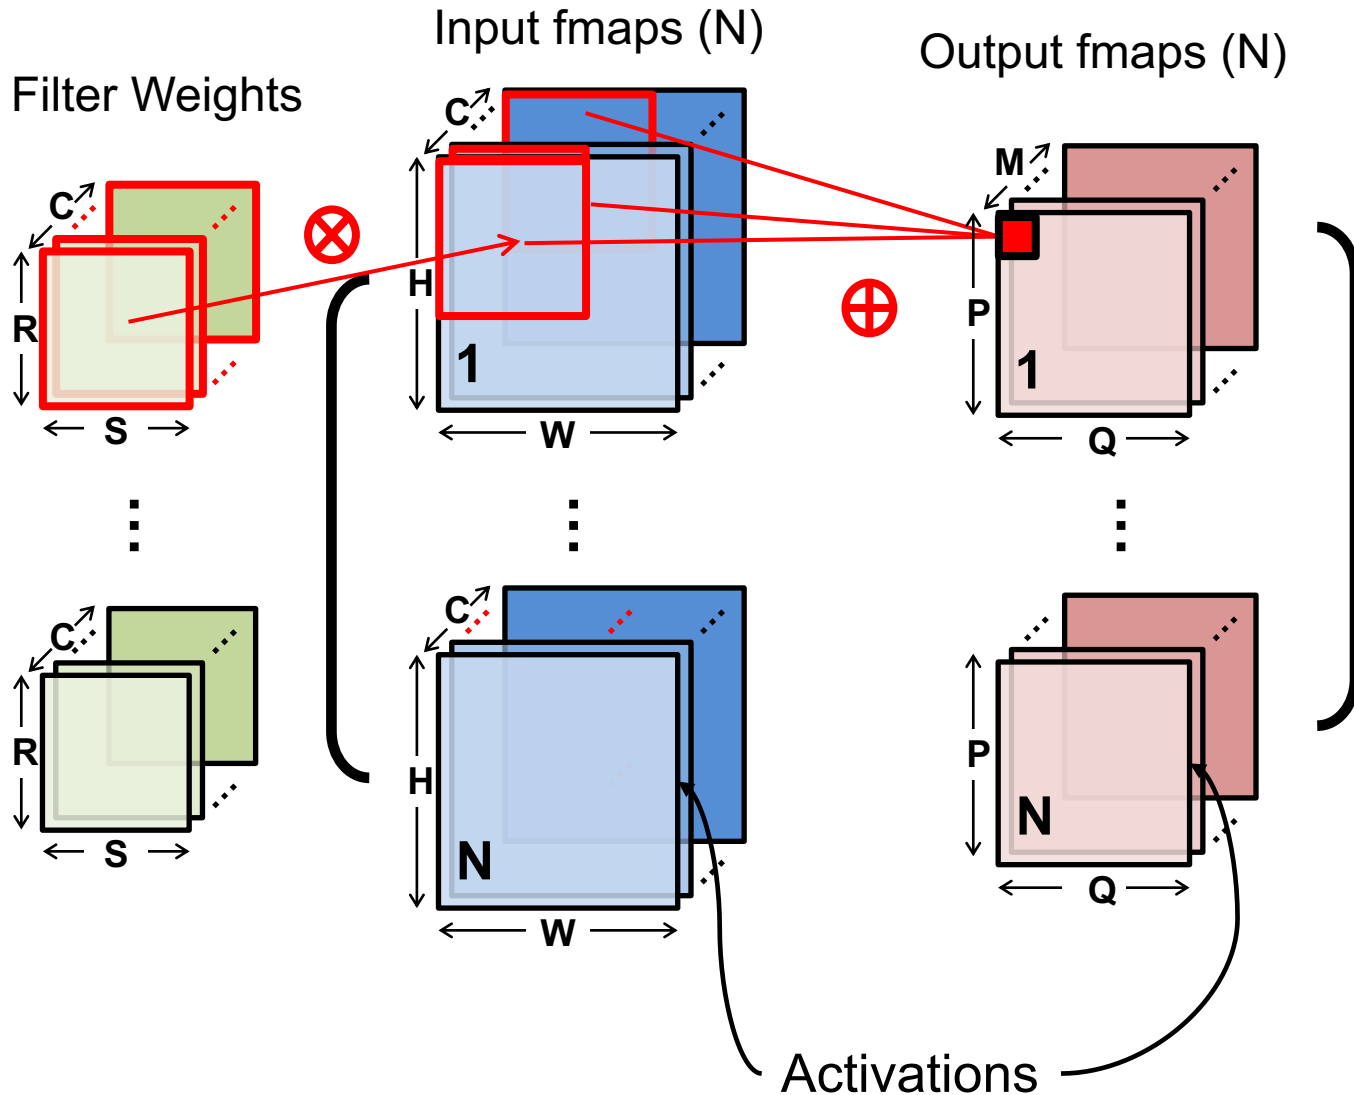 Input fmaps (N)
Output fmaps (N)
Filter Weights
C
C
M
R
H
P
1
1
S
W
Q
C
C
R
H
P
N
N
S
W
Q
Activations